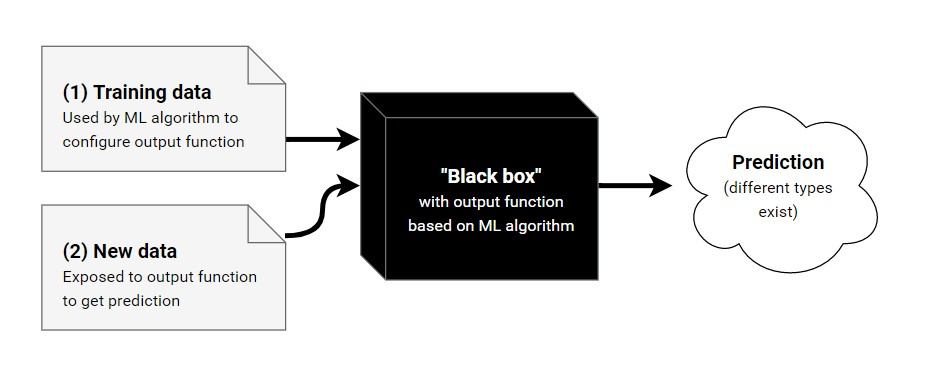 (1) Training data
Used by ML algorithm to
configure output function
(2) New data
Exposed to output function
to get prediction
"Black box"
with output function
based on ML algorithm
Prediction
(different types
exist)